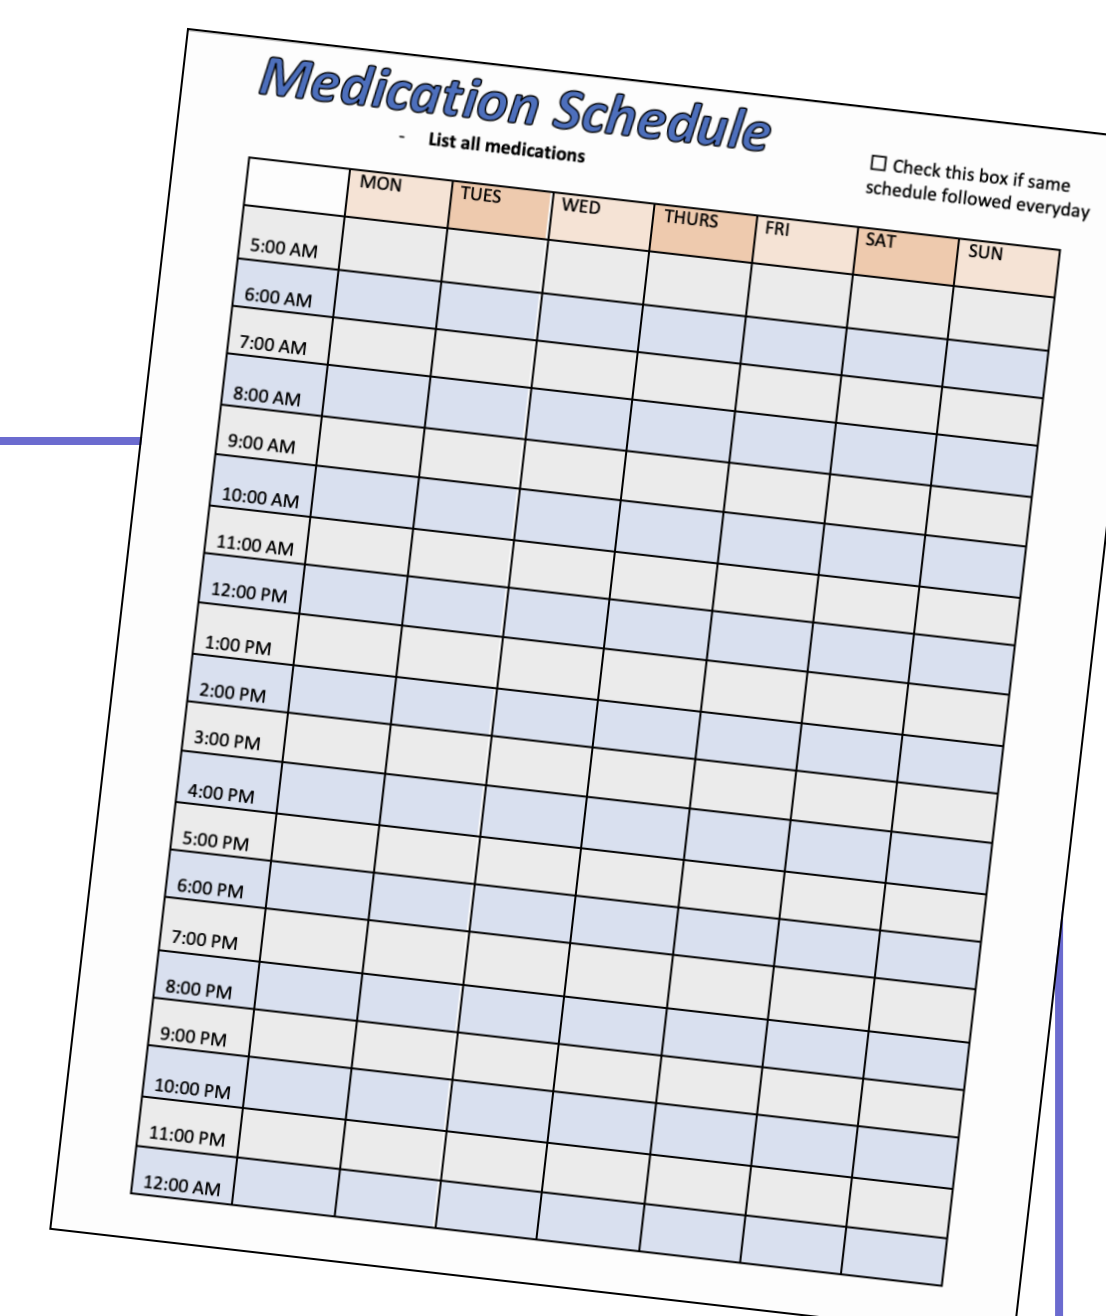 Medication Schedule
- List all medications
☐ Check this box if same
schedule followed everyday
MON TUES WED THURS FRI SAT SUN
5:00 AM
6:00 AM
7:00 AM
8:00 AM
9:00 AM
10:00 AM
11:00 AM
12:00 PM
1:00 PM
2:00 PM
3:00 PM
4:00 PM
5:00 PM
6:00 PM
7:00 PM
8:00 PM
9:00 PM
10:00 PM
11:00 PM
12:00 AM